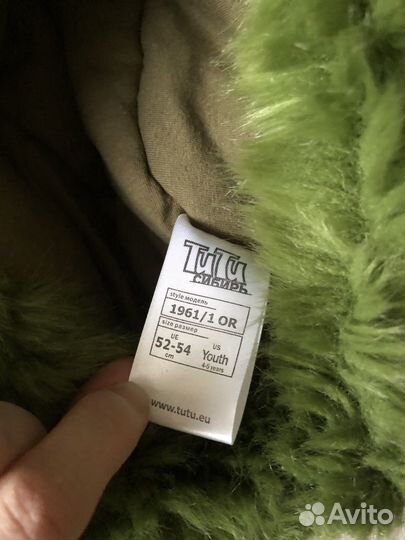 TuTu
СИБИРЬ
style модель
1961/1 OR
size размер
UE US
52-54 Youth
cm 4-6 years
www.tutu.eu
Avito